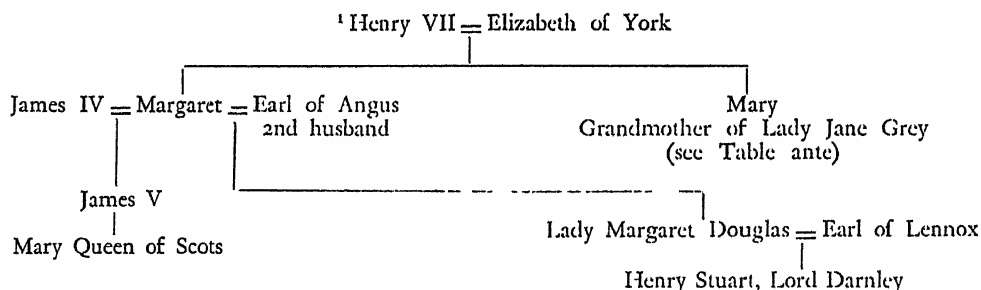 ¹ Henry VII = Elizabeth of York
James IV = Margaret = Earl of Angus
2nd husband
Mary
Grandmother of Lady Jane Grey
(see Table ante)
James V
Mary Queen of Scots
Lady Margaret Douglas = Earl of Lennox
Henry Stuart, Lord Darnley